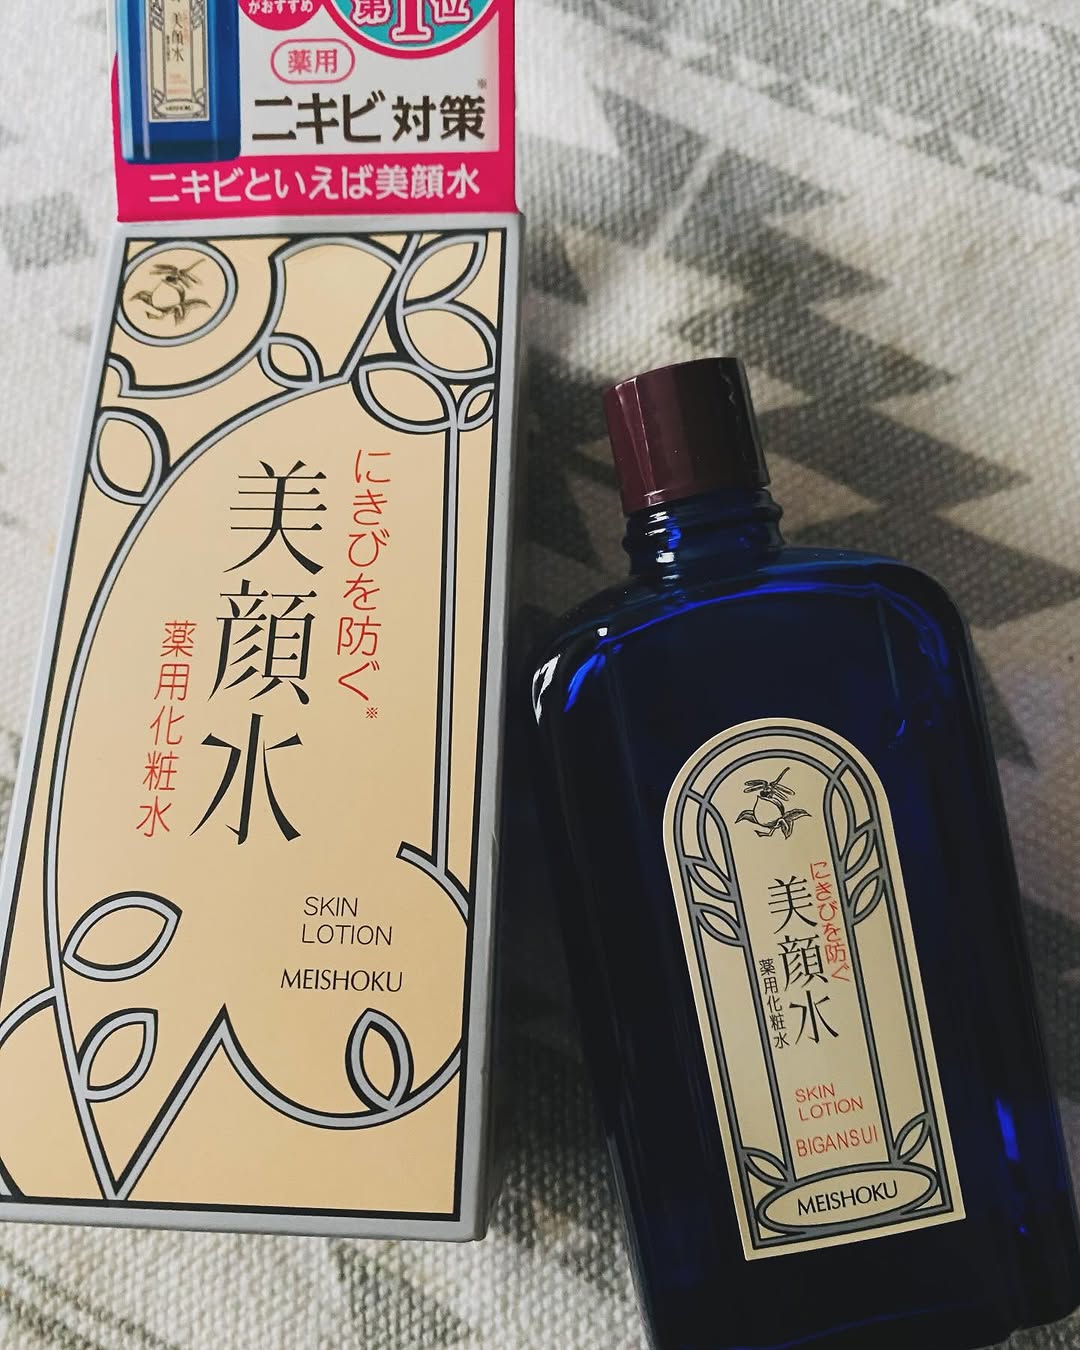 がおすすめ
第1位
薬用
ニキビ対策※
ニキビといえば美顔水
にきびを防ぐ※
美顔水
薬用化粧水
SKIN
LOTION
MEISHOKU
にきびを防ぐ
美顔水
薬用化粧水
SKIN
LOTION
BIGANSUI
MEISHOKU